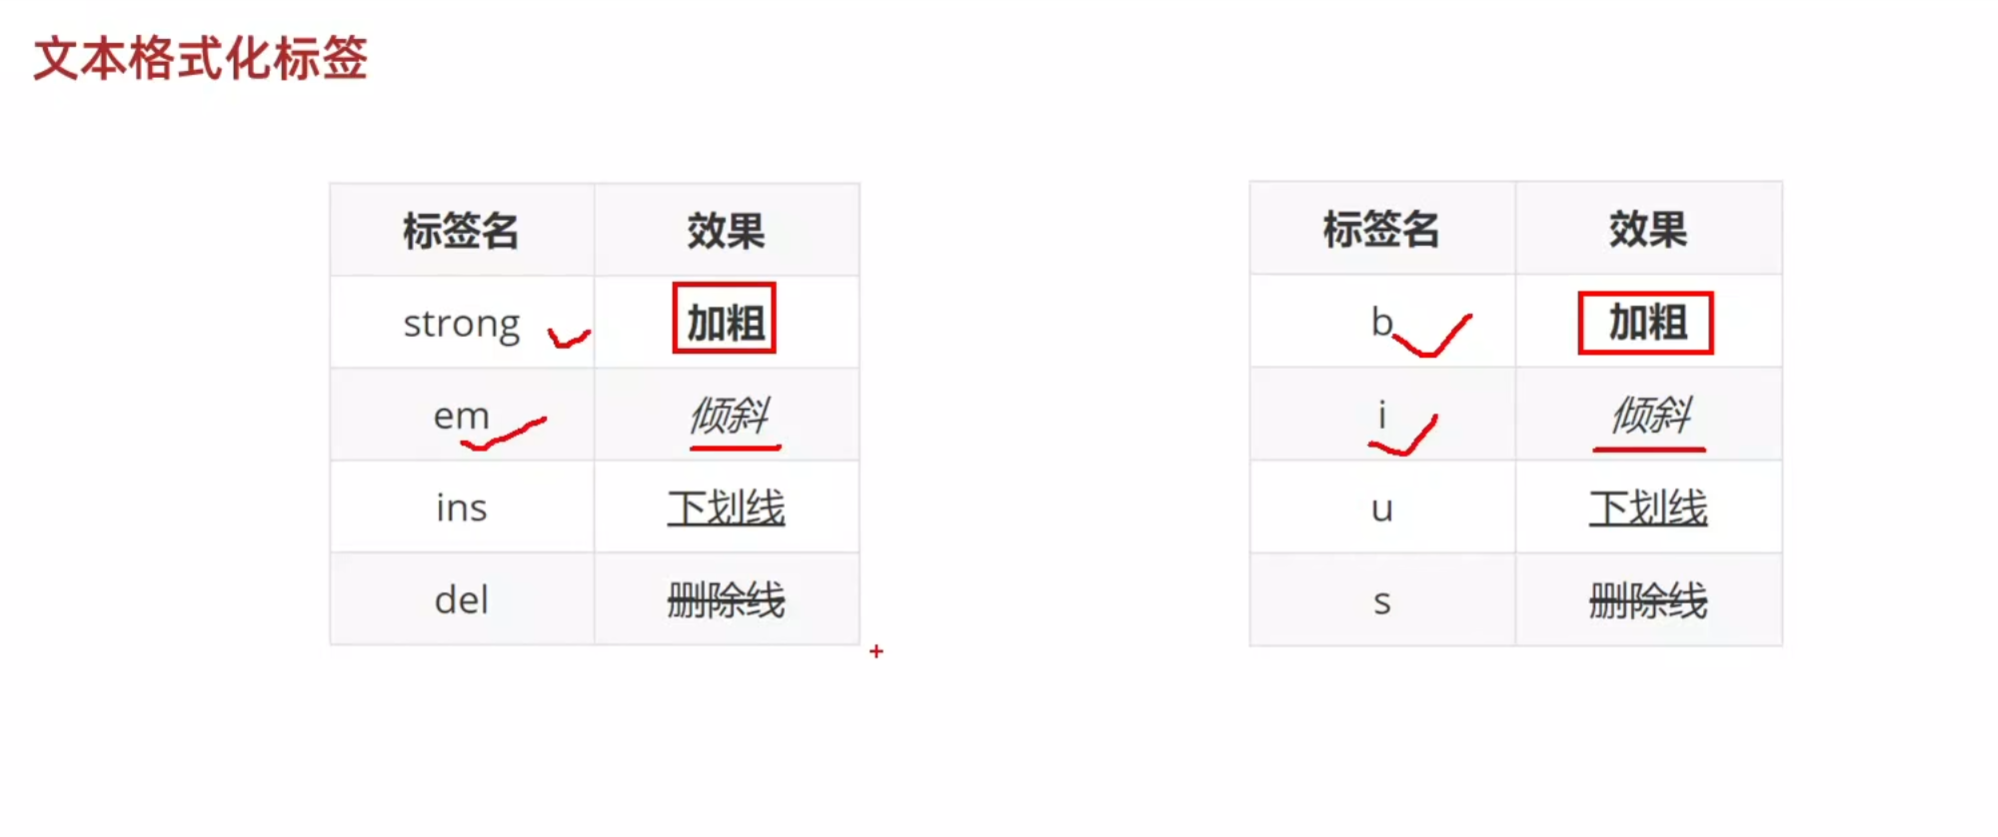 文本格式化标签
标签名 效果
strong 加粗
em 倾斜
ins 下划线
del 删除线
标签名 效果
b 加粗
i 倾斜
u 下划线
s 删除线